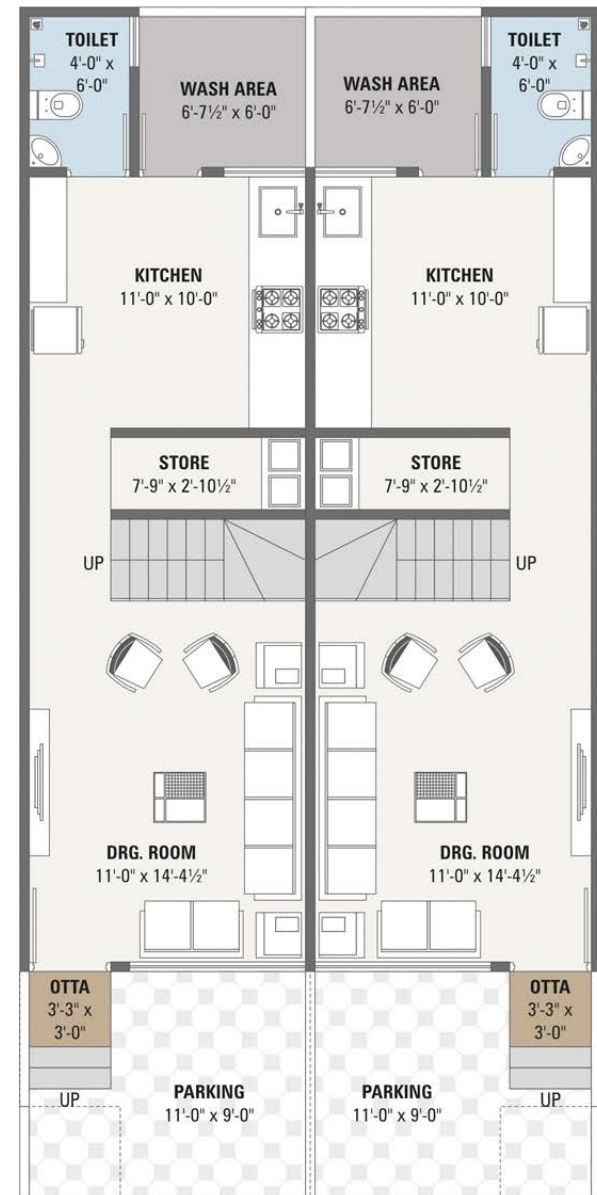 TOILET
4'-0" x
6'-0"
WASH AREA
6'-7½" x 6'-0"
WASH AREA
6'-7½" x 6'-0"
TOILET
4'-0" x
6'-0"
KITCHEN
11'-0" x 10'-0"
KITCHEN
11'-0" x 10'-0"
STORE
7'-9" x 2'-10½"
STORE
7'-9" x 2'-10½"
UP
UP
DRG. ROOM
11'-0" x 14'-4½"
DRG. ROOM
11'-0" x 14'-4½"
OTTA
3'-3" x
3'-0"
OTTA
3'-3" x
3'-0"
UP
PARKING
11'-0" x 9'-0"
PARKING
11'-0" x 9'-0"
UP